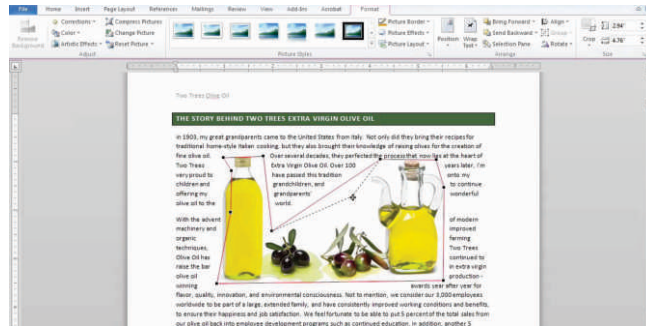 File Home Insert Page Layout References Mailings Review View Add-Ins Acrobat Format
Remove Background
Corrections
Color
Artistic Effects
Compress Pictures
Change Picture
Reset Picture
Adjust
Picture Styles
Picture Border
Picture Effects
Picture Layout
Position
Wrap Text
Bring Forward
Send Backward
Selection Pane
Align
Group
Rotate
Arrange
Crop
2.94"
4.76"
Size
Two Trees Olive Oil
THE STORY BEHIND TWO TREES EXTRA VIRGIN OLIVE OIL
In 1903, my great grandparents came to the United States from Italy. Not only did they bring their recipes for
traditional home-style Italian cooking, but they also brought their knowledge of raising olives for the creation of
fine olive oil. Over several decades, they perfected the process that now lies at the heart of
Two Trees Extra Virgin Olive Oil. Over 100 years later, I'm
very proud to have passed this tradition onto my
children and grandchildren, and to continue
offering my grandparents' wonderful
olive oil to the world.
With the advent of modern
machinery and improved
organic farming
techniques, Two Trees
Olive Oil has continued to
raise the bar in extra virgin
olive oil production -
winning awards year after year for
flavor, quality, innovation, and environmental consciousness. Not to mention, we consider our 3,000 employees
worldwide to be part of a large, extended family, and have consistently improved working conditions and benefits,
to ensure their happiness and job satisfaction. We feel fortunate to be able to put 5 percent of the total sales from
our olive oil back into employee development programs such as continued education. In addition, another 5